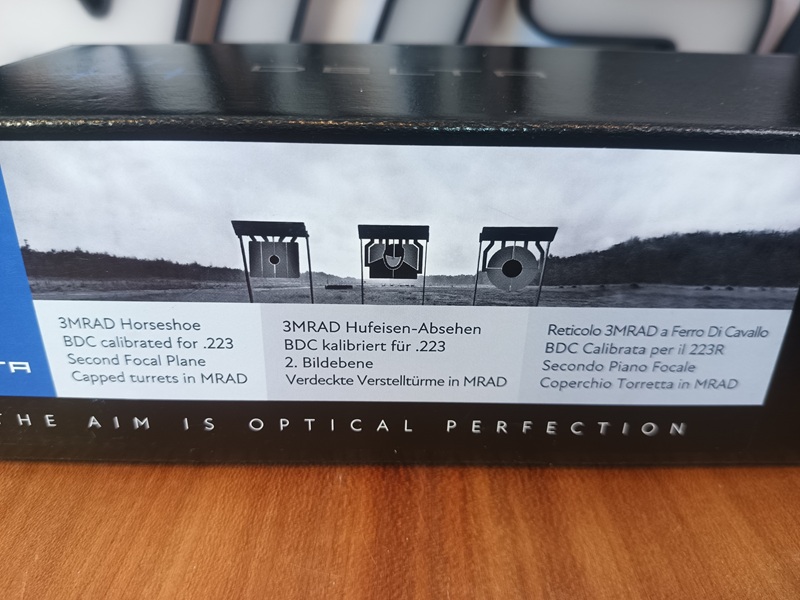 DELTA
3MRAD Horseshoe
BDC calibrated for .223
Second Focal Plane
Capped turrets in MRAD
3MRAD Hufeisen-Absehen
BDC kalibriert für .223
2. Bildebene
Verdeckte Verstelltürme in MRAD
Reticolo 3MRAD a Ferro Di Cavallo
BDC Calibrata per il 223R
Secondo Piano Focale
Coperchio Torretta in MRAD
TA
THE AIM IS OPTICAL PERFECTION